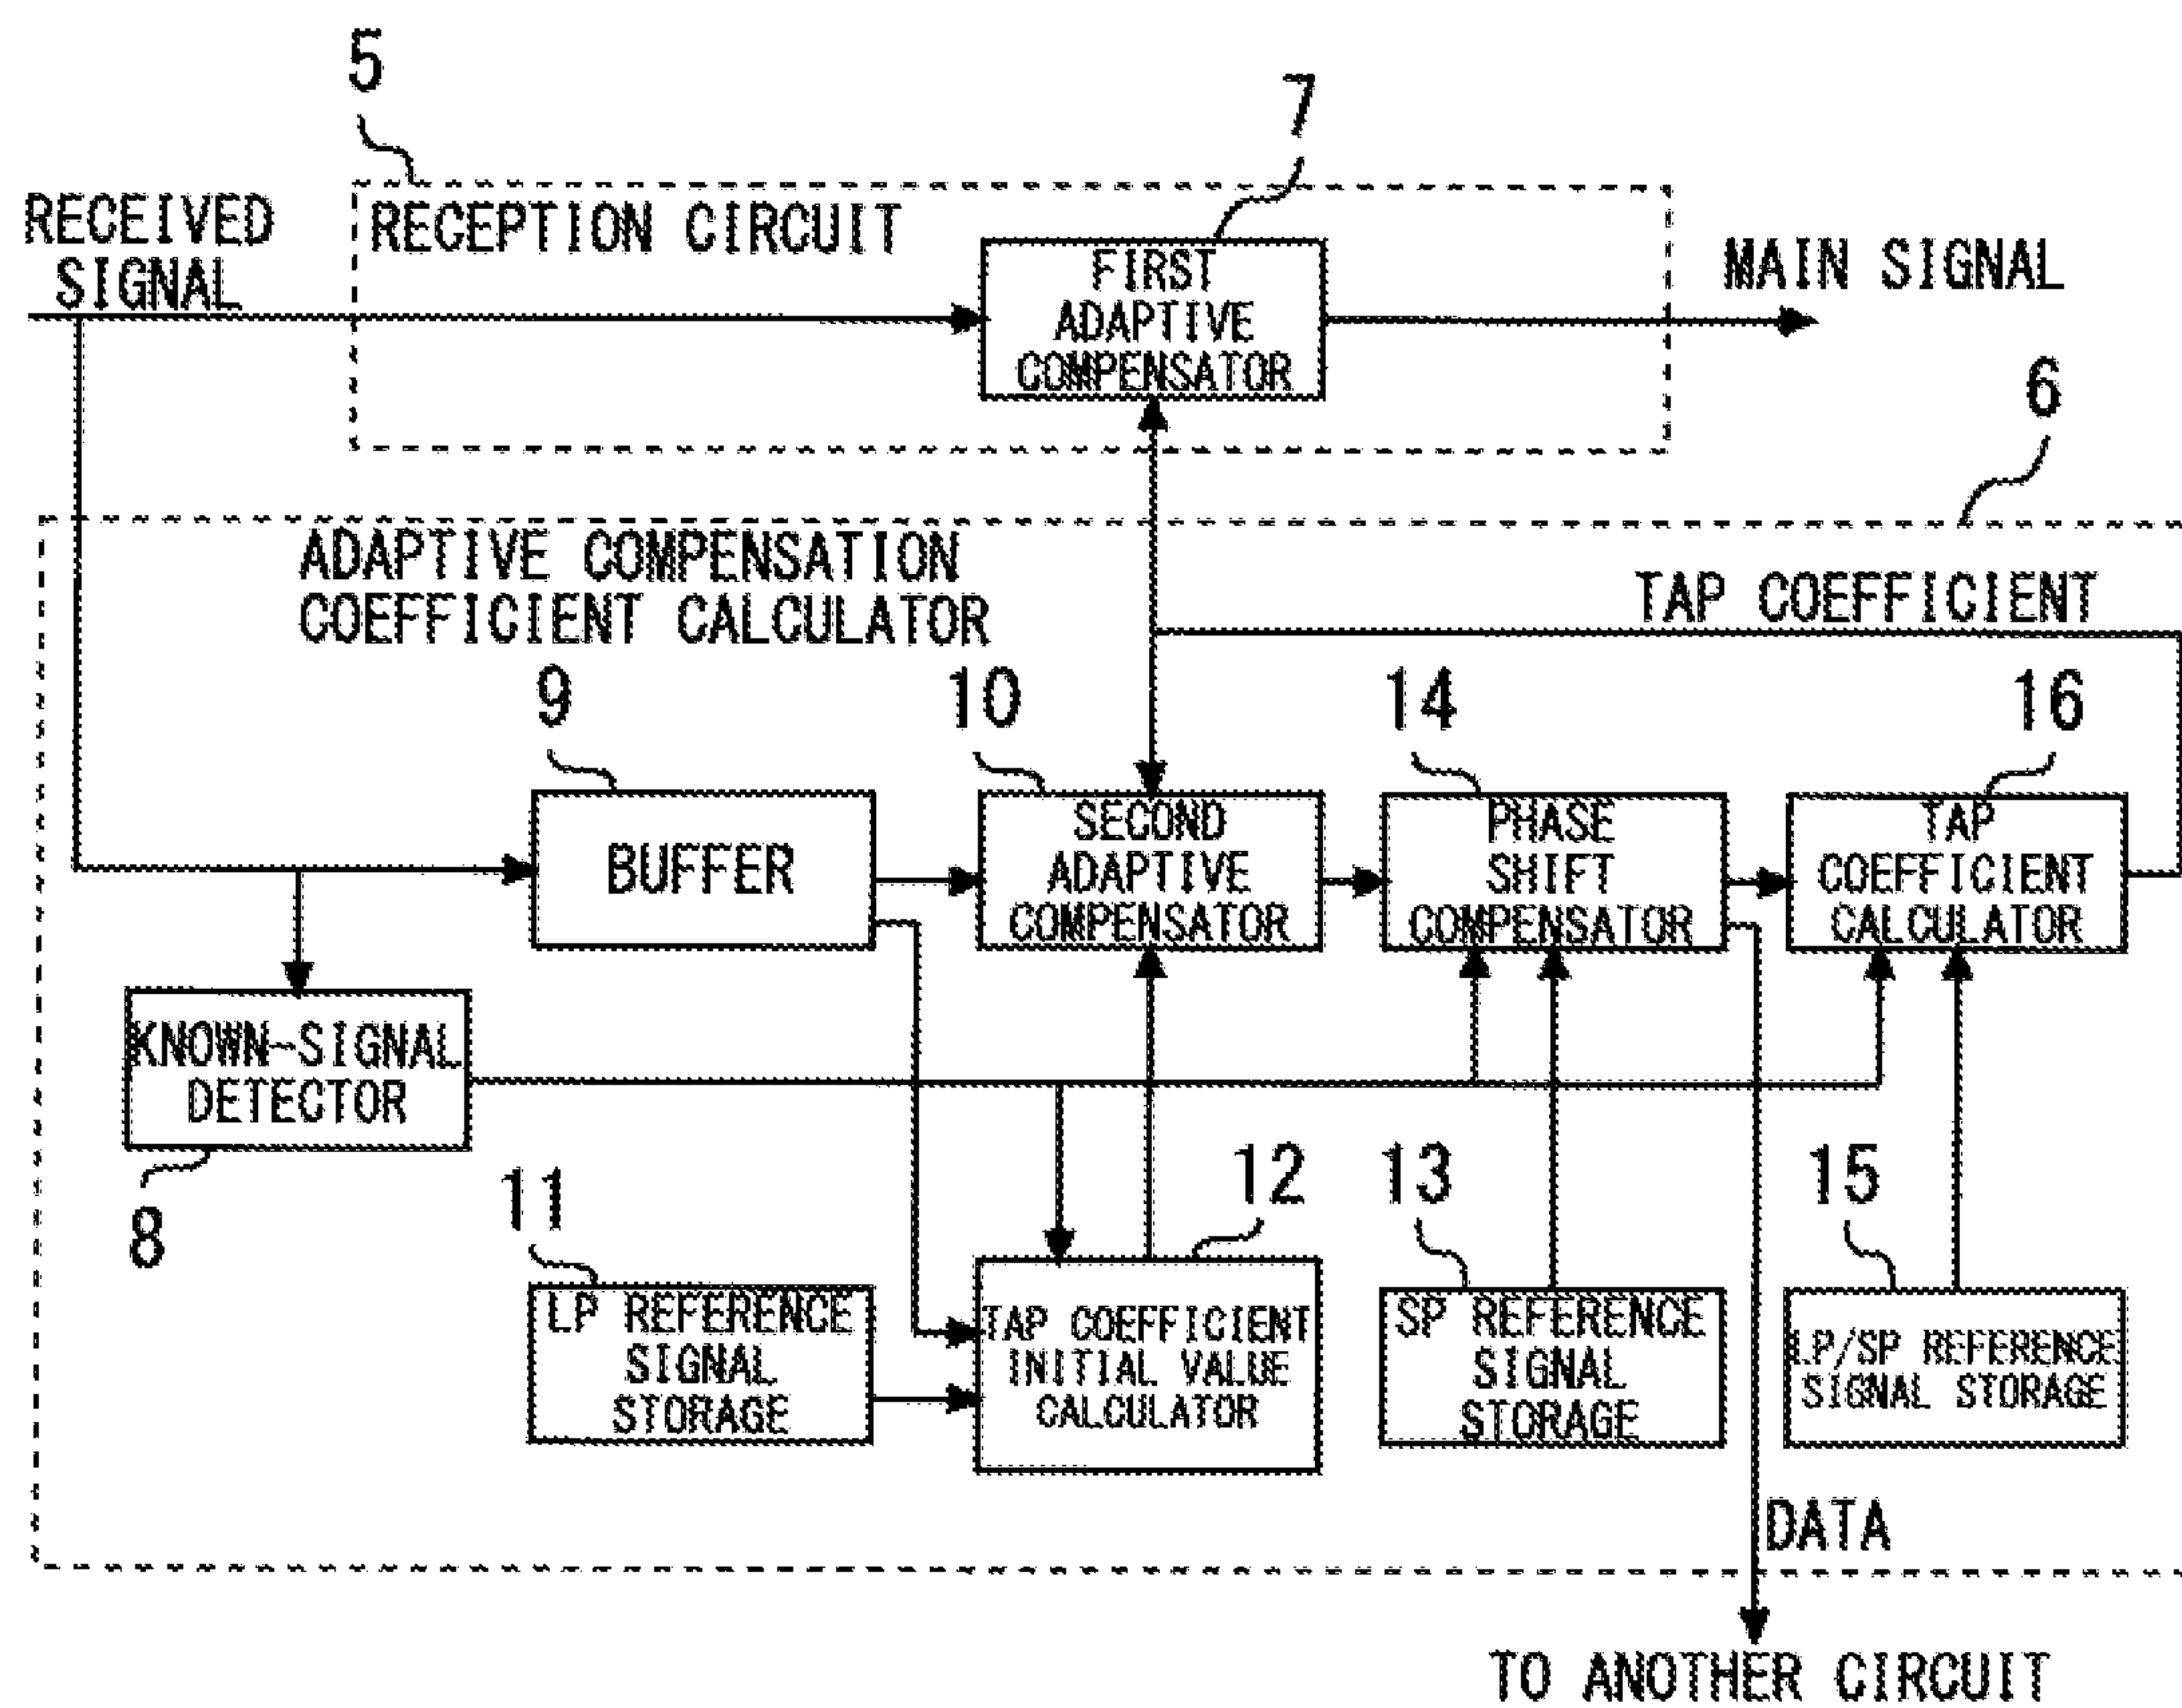 5
7
RECEIVED
SIGNAL
RECEPTION CIRCUIT
FIRST
ADAPTIVE
COMPENSATOR
MAIN SIGNAL
6
ADAPTIVE COMPENSATION
COEFFICIENT CALCULATOR
TAP COEFFICIENT
9
10
14
16
BUFFER
SECOND
ADAPTIVE
COMPENSATOR
PHASE
SHIFT
COMPENSATOR
TAP
COEFFICIENT
CALCULATOR
KNOWN-SIGNAL
DETECTOR
8
11
12
13
15
LP REFERENCE
SIGNAL
STORAGE
TAP COEFFICIENT
INITIAL VALUE
CALCULATOR
SP REFERENCE
SIGNAL
STORAGE
LP/SP REFERENCE
SIGNAL STORAGE
DATA
TO ANOTHER CIRCUIT